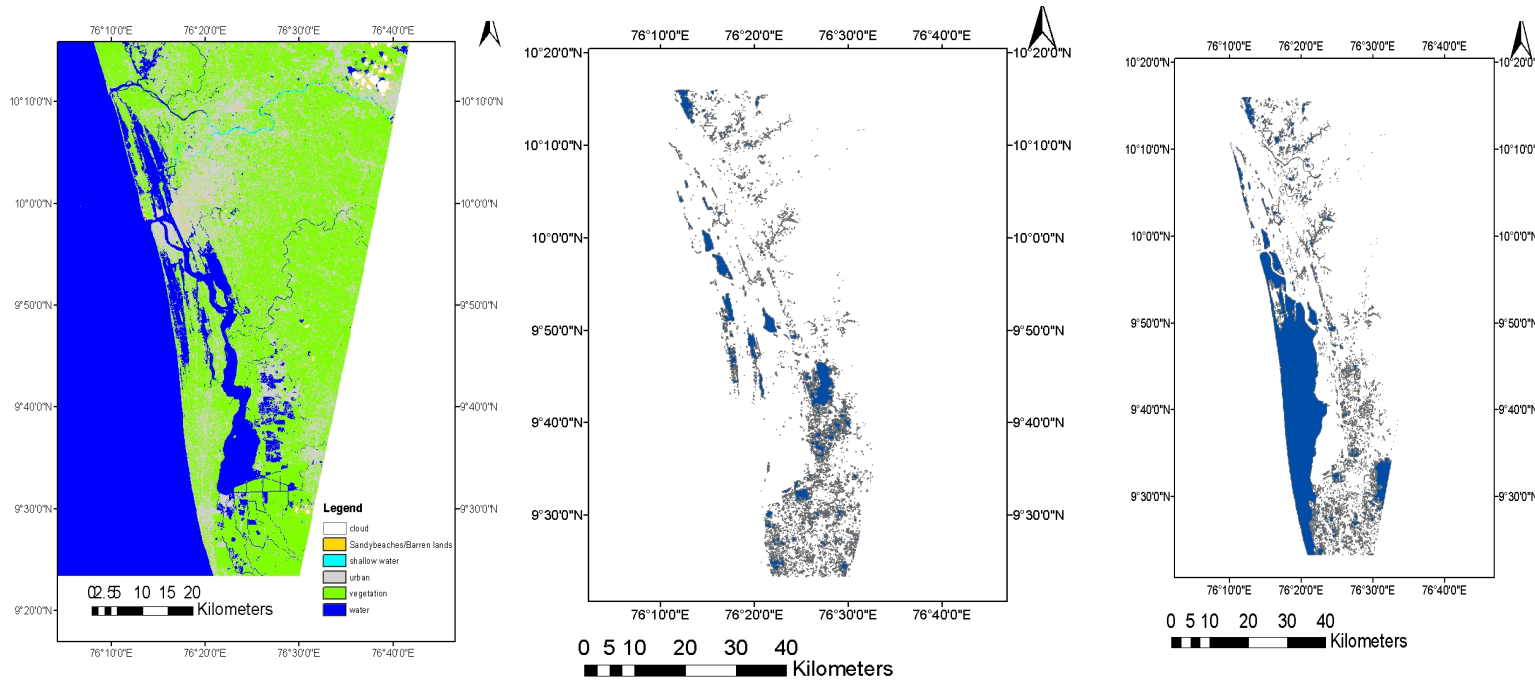 76°10'0"E 76°20'0"E 76°30'0"E 76°40'0"E
10°10'0"N 10°10'0"N
10°0'0"N 10°0'0"N
9°50'0"N 9°50'0"N
9°40'0"N 9°40'0"N
9°30'0"N 9°30'0"N
9°20'0"N 9°20'0"N
Legend
cloud
Sandybeaches/Barren lands
shallow water
urban
vegetation
water
02.55 10 15 20
Kilometers
76°10'0"E 76°20'0"E 76°30'0"E 76°40'0"E
76°10'0"E 76°20'0"E 76°30'0"E 76°40'0"E
10°20'0"N 10°20'0"N
10°10'0"N 10°10'0"N
10°0'0"N 10°0'0"N
9°50'0"N 9°50'0"N
9°40'0"N 9°40'0"N
9°30'0"N 9°30'0"N
76°10'0"E 76°20'0"E 76°30'0"E 76°40'0"E
0 5 10 20 30 40
Kilometers
76°10'0"E 76°20'0"E 76°30'0"E 76°40'0"E
10°20'0"N 10°20'0"N
10°10'0"N 10°10'0"N
10°0'0"N 10°0'0"N
9°50'0"N 9°50'0"N
9°40'0"N 9°40'0"N
9°30'0"N 9°30'0"N
76°10'0"E 76°20'0"E 76°30'0"E 76°40'0"E
0 5 10 20 30 40
Kilometers